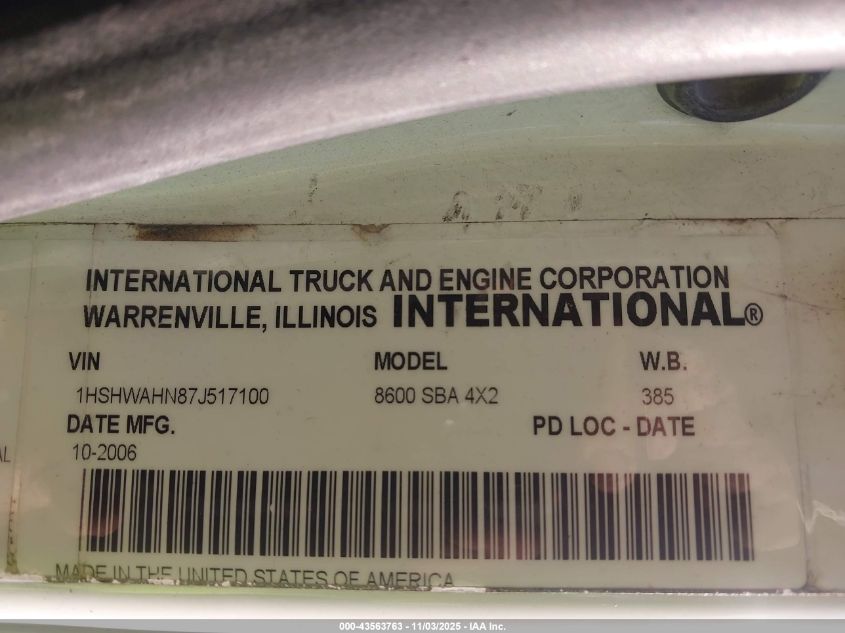 INTERNATIONAL TRUCK AND ENGINE CORPORATION
WARRENVILLE, ILLINOIS INTERNATIONAL®
VIN MODEL W.B.
1HSHWAHN87J517100 8600 SBA 4X2 385
DATE MFG. PD LOC - DATE
10-2006
AL
MADE IN THE UNITED STATES OF AMERICA
000-43563763 - 11/03/2025 - IAA Inc.